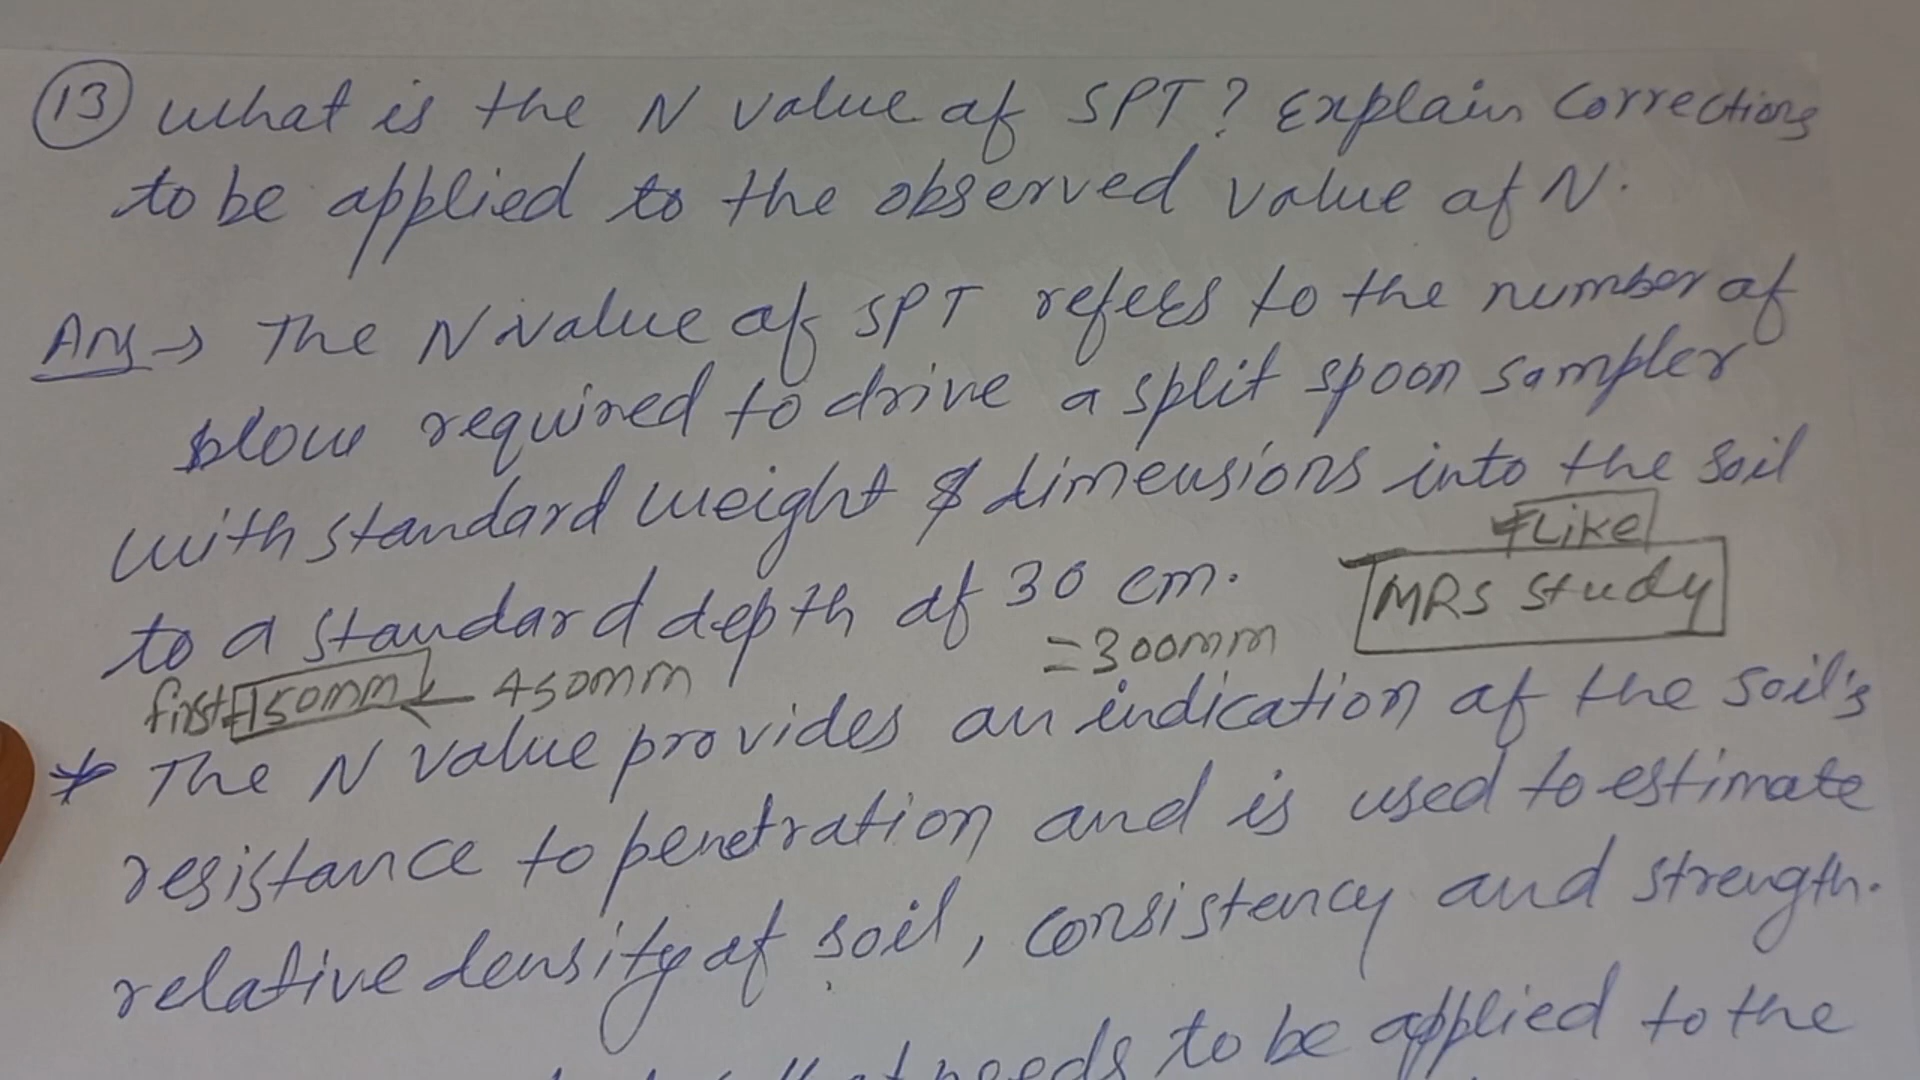 13 What is the N value of SPT? Explain Corrections
to be applied to the observed value of N.
Ans → The N value of SPT refers to the number of
blow required to drive a split spoon sampler
with standard weight & dimensions into the soil
#Like
to a standard depth of 30 cm.
MRS Study
=300mm
first 150mm ← 450mm
* The N value provides an indication of the soil's
resistance to penetration and is used to estimate
relative density of soil, consistency and strength.
that needs to be applied to the